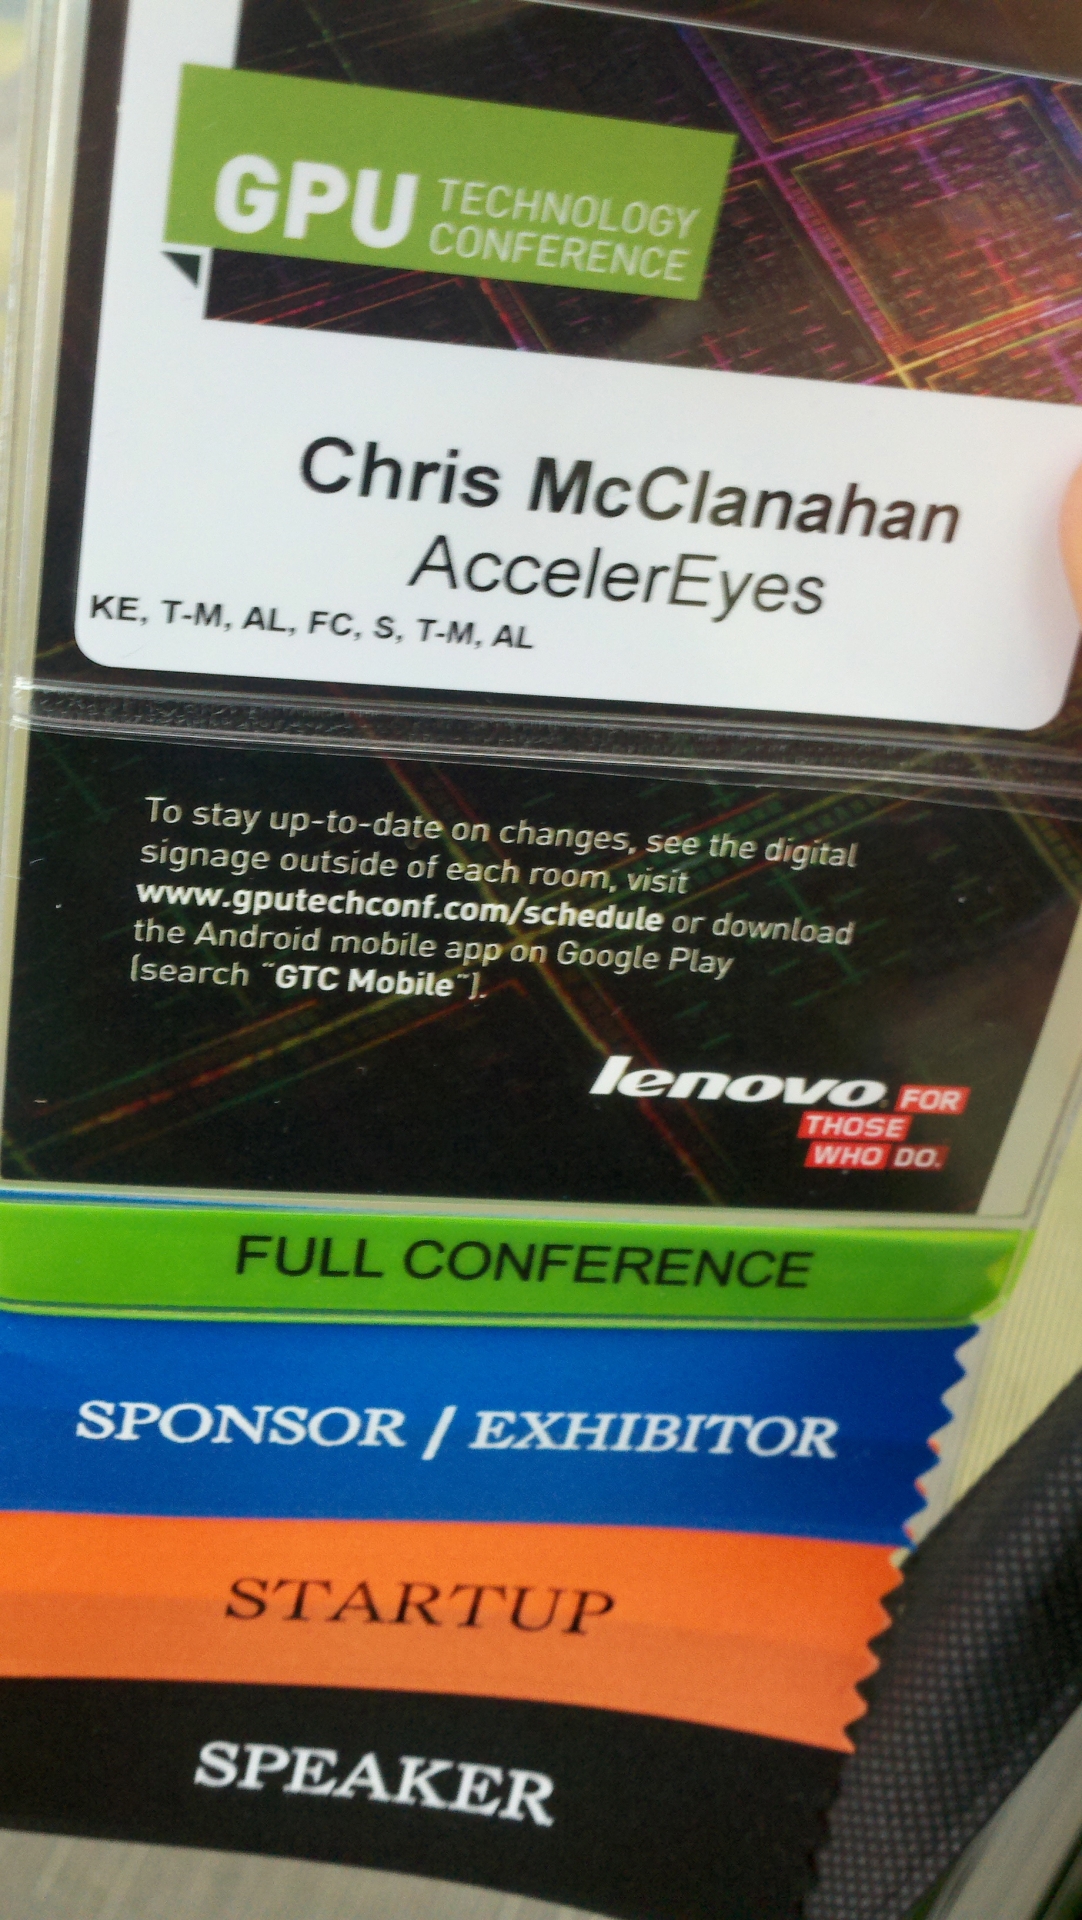 GPU TECHNOLOGY
CONFERENCE
Chris McClanahan
AccelerEyes
KE, T-M, AL, FC, S, T-M, AL
To stay up-to-date on changes, see the digital
signage outside of each room, visit
www.gputechconf.com/schedule or download
the Android mobile app on Google Play
(search "GTC Mobile").
lenovo FOR
THOSE
WHO DO.
FULL CONFERENCE
SPONSOR / EXHIBITOR
STARTUP
SPEAKER